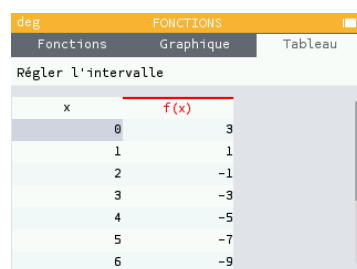 deg FONCTIONS
Fonctions Graphique Tableau
Régler l'intervalle
x f(x)
0 3
1 1
2 -1
3 -3
4 -5
5 -7
6 -9